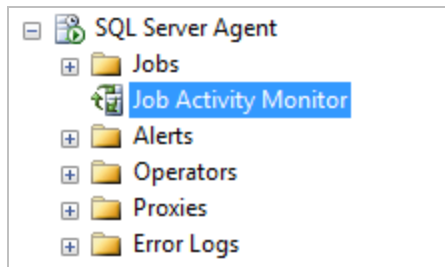 SQL Server Agent
Jobs
Job Activity Monitor
Alerts
Operators
Proxies
Error Logs